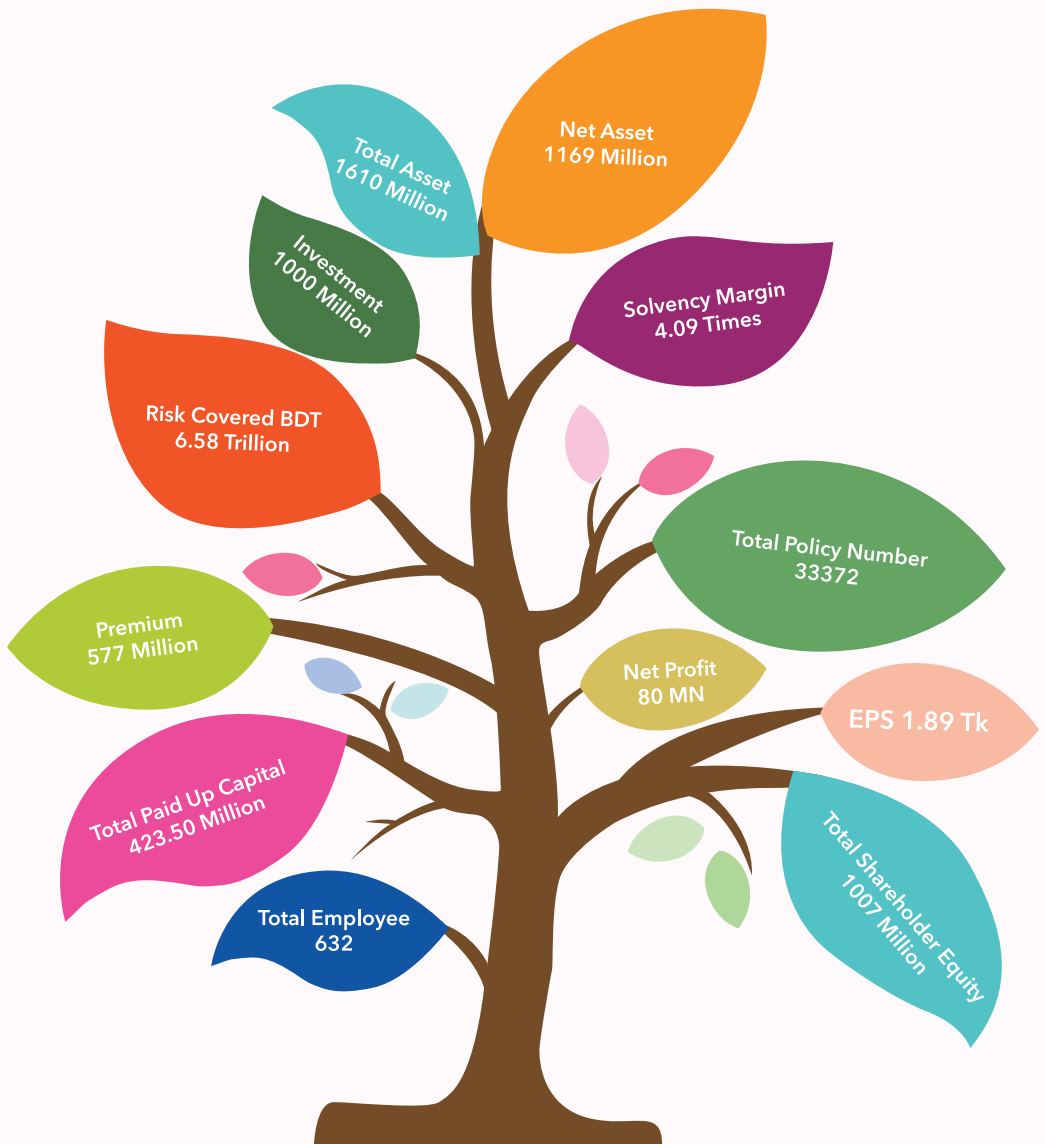 Net Asset
1169 Million
Total Asset
1610 Million
Investment
1000 Million
Solvency Margin
4.09 Times
Risk Covered BDT
6.58 Trillion
Total Policy Number
33372
Premium
577 Million
Net Profit
80 MN
EPS 1.89 Tk
Total Paid Up Capital
423.50 Million
Total Shareholder Equity
1007 Million
Total Employee
632